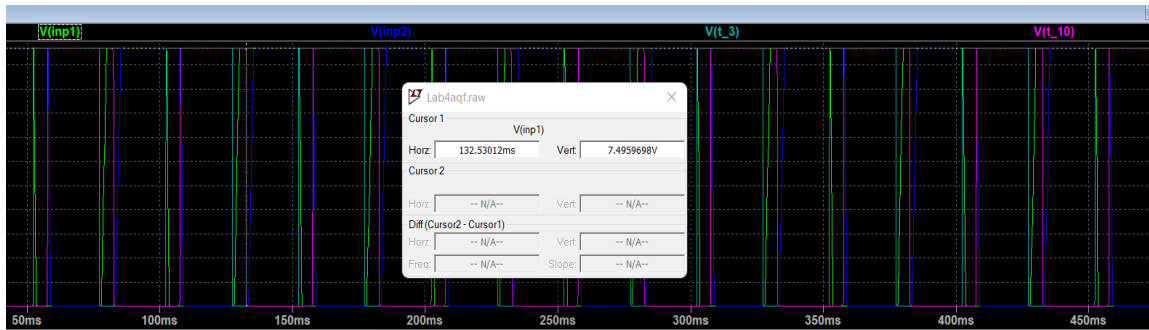 V(inp1) V(inp2) V(t_3) V(t_10)
Lab4aqf.raw
Cursor 1
V(inp1)
Horz: 132.53012ms Vert: 7.4959698V
Cursor 2
Horz: -- N/A-- Vert: -- N/A--
Diff (Cursor2 - Cursor1)
Horz: -- N/A-- Vert: -- N/A--
Freq: -- N/A-- Slope: -- N/A--
50ms 100ms 150ms 200ms 250ms 300ms 350ms 400ms 450ms